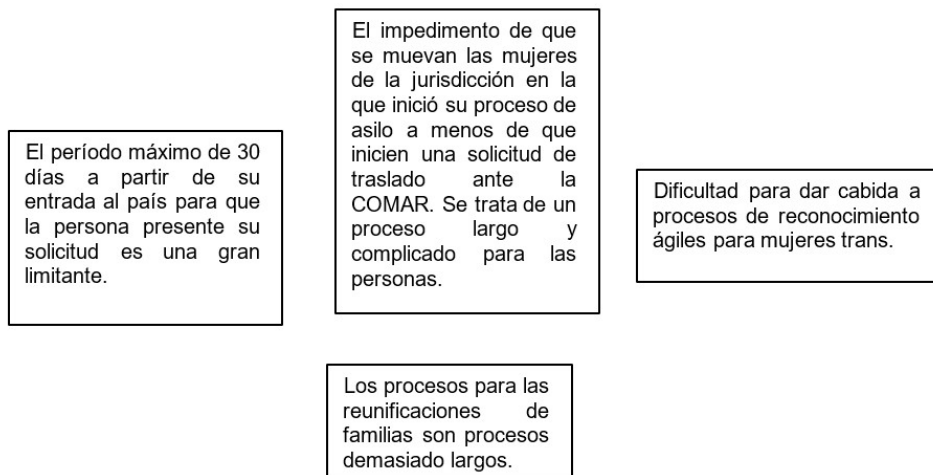 El período máximo de 30
días a partir de su
entrada al país para que
la persona presente su
solicitud es una gran
limitante.
El impedimento de que
se muevan las mujeres
de la jurisdicción en la
que inició su proceso de
asilo a menos de que
inicien una solicitud de
traslado ante la
COMAR. Se trata de un
proceso largo y
complicado para las
personas.
Dificultad para dar cabida a
procesos de reconocimiento
ágiles para mujeres trans.
Los procesos para las
reunificaciones de
familias son procesos
demasiado largos.